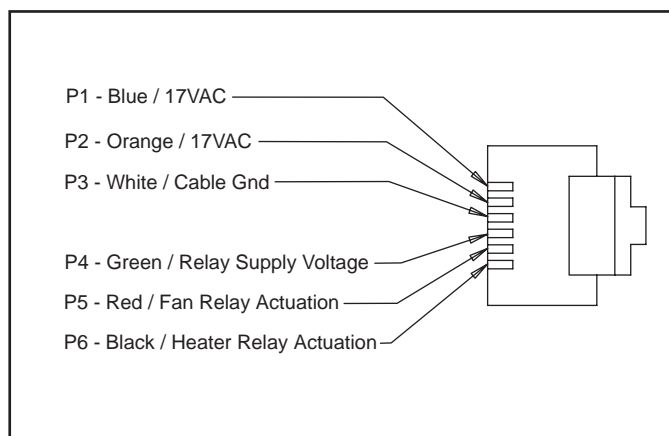 P1 - Blue / 17VAC
P2 - Orange / 17VAC
P3 - White / Cable Gnd
P4 - Green / Relay Supply Voltage
P5 - Red / Fan Relay Actuation
P6 - Black / Heater Relay Actuation